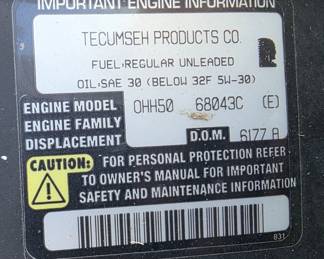 IMPORTANT ENGINE INFORMATION
TECUMSEH PRODUCTS CO.
FUEL:REGULAR UNLEADED
OIL:SAE 30 (BELOW 32F 5W-30)
ENGINE MODEL OHH50 68043C (E)
ENGINE FAMILY
DISPLACEMENT D.O.M. 6177 A
CAUTION: FOR PERSONAL PROTECTION REFER
TO OWNER'S MANUAL FOR IMPORTANT
SAFETY AND MAINTENANCE INFORMATION
831